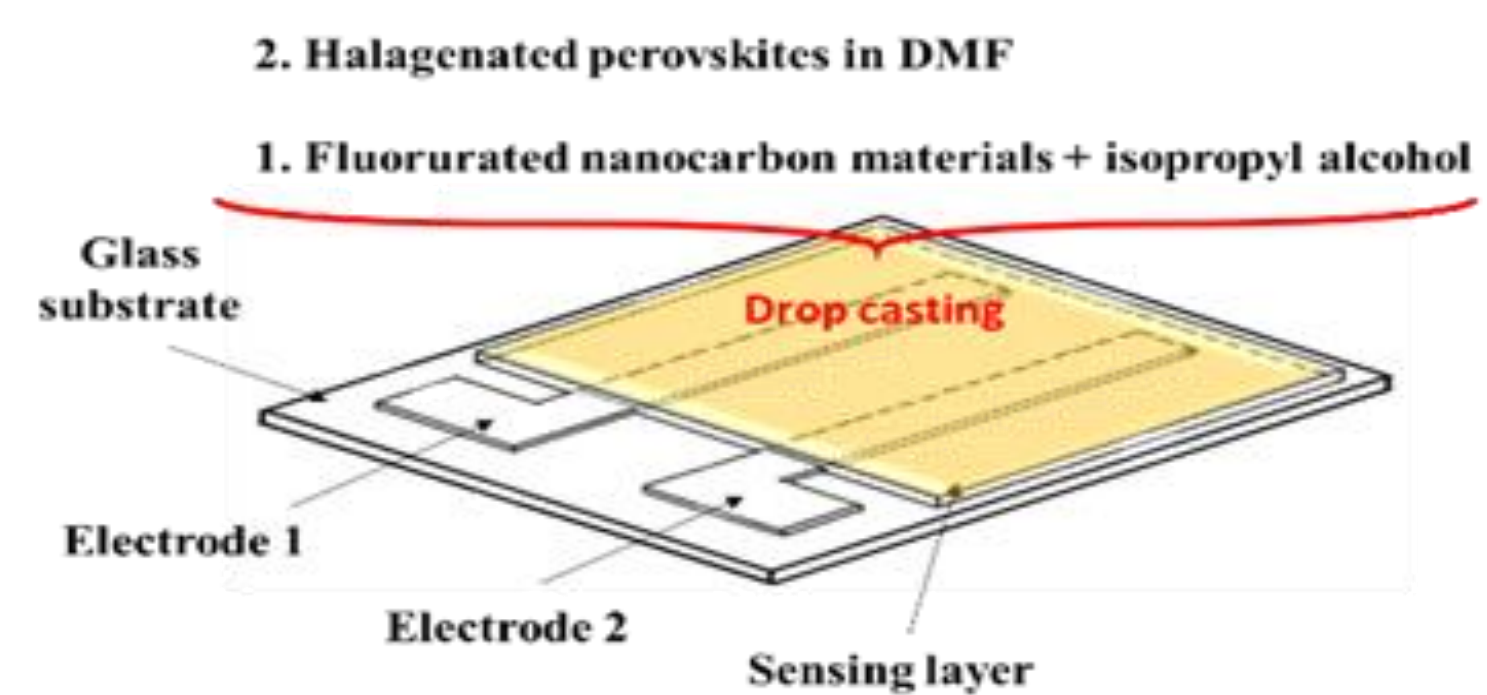 2. Halagenated perovskites in DMF
1. Fluorurated nanocarbon materials + isopropyl alcohol
Glass
substrate
Drop casting
Electrode 1
Electrode 2
Sensing layer